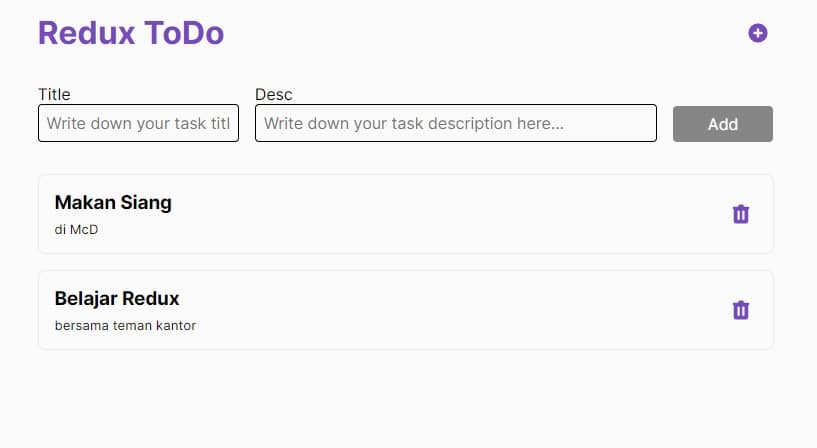 Redux ToDo
Title
Desc
Write down your task titl
Write down your task description here...
Add
Makan Siang
di McD
Belajar Redux
bersama teman kantor